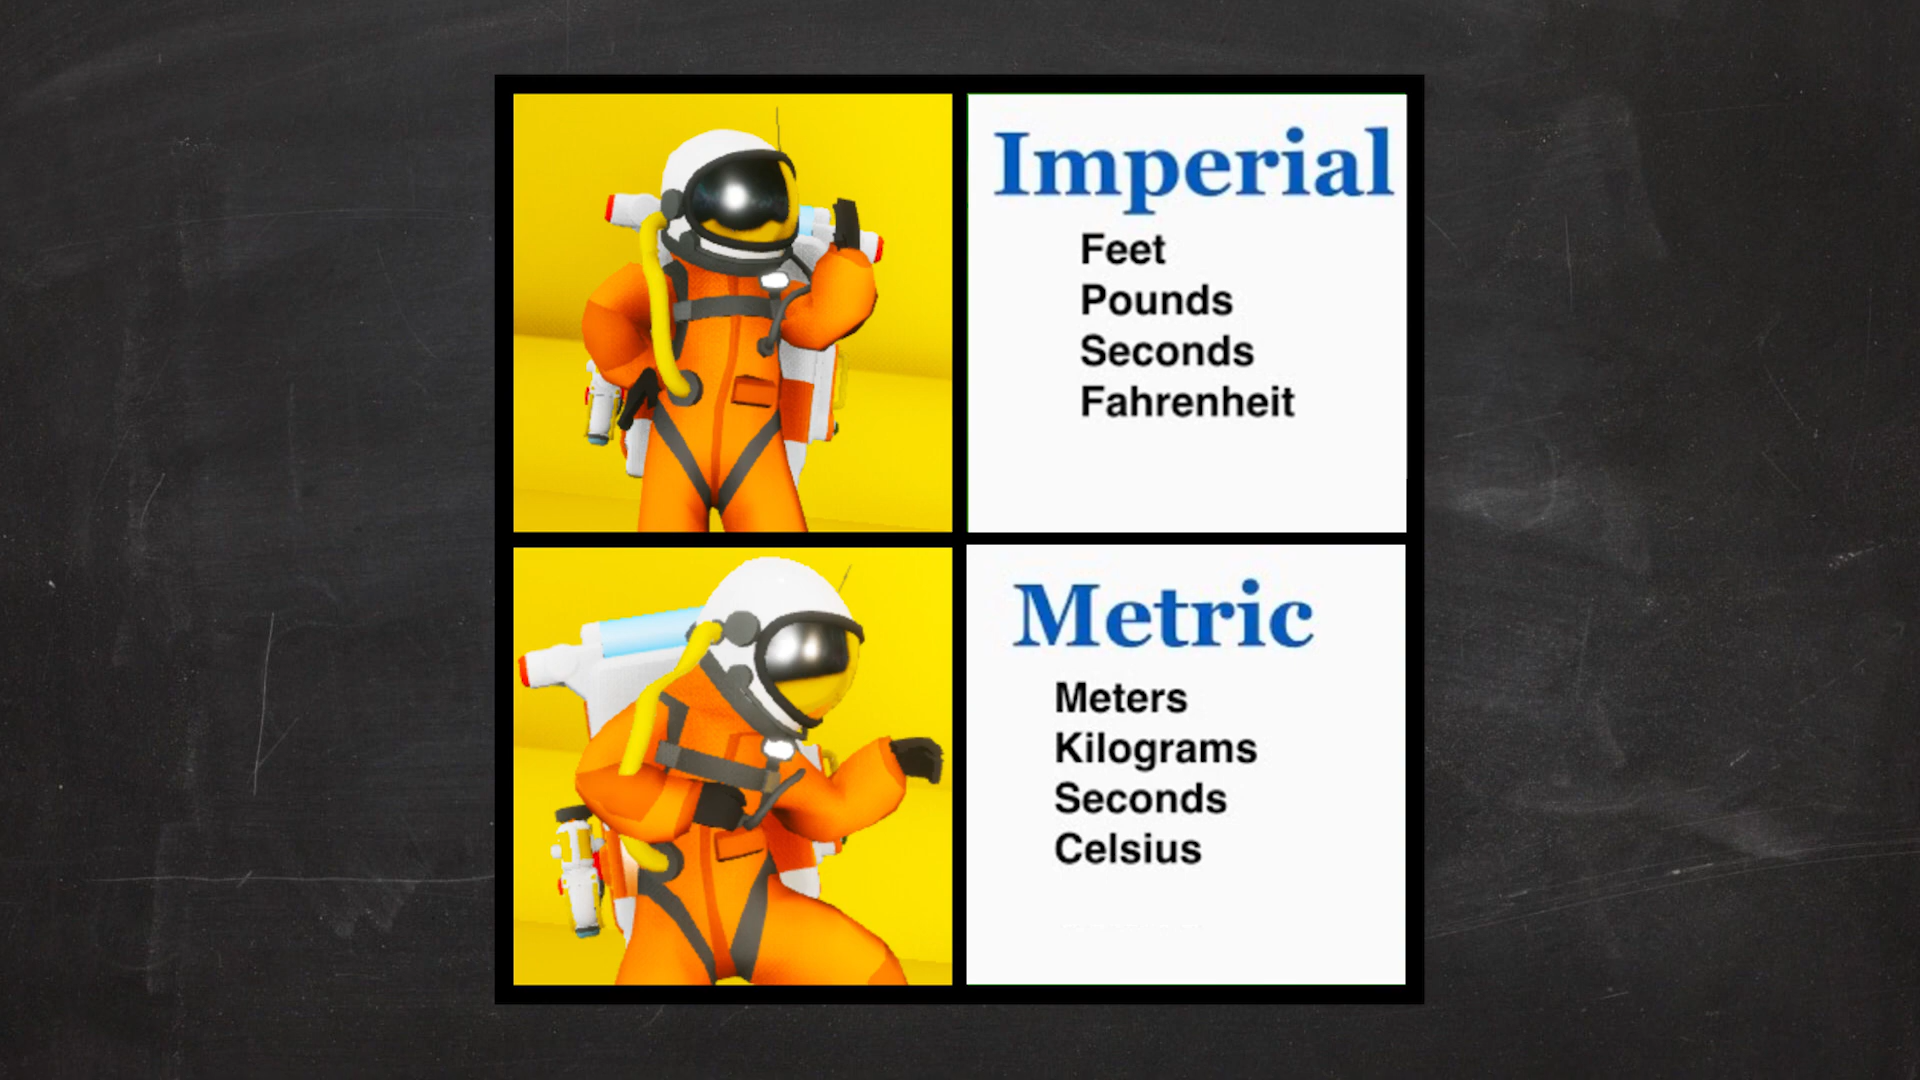 Imperial
Feet
Pounds
Seconds
Fahrenheit
Metric
Meters
Kilograms
Seconds
Celsius